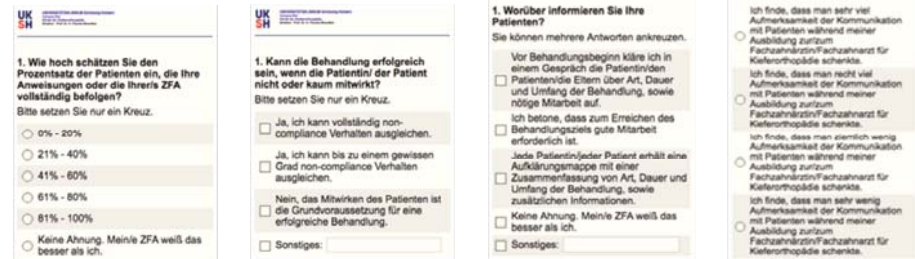 UK
SH
1. Wie hoch schätzen Sie den
Prozentsatz der Patienten ein, die Ihre
Anweisungen oder die Ihrer/s ZFA
vollständig befolgen?
Bitte setzen Sie nur ein Kreuz.
0% - 20%
21% - 40%
41% - 60%
61% - 80%
81% - 100%
Keine Ahnung. Mein/e ZFA weiß das
besser als ich.
UK
SH
1. Kann die Behandlung erfolgreich
sein, wenn die Patientin/ der Patient
nicht oder kaum mitwirkt?
Bitte setzen Sie nur ein Kreuz.
Ja, ich kann vollständig non-
compliance Verhalten ausgleichen.
Ja, ich kann bis zu einem gewissen
Grad non-compliance Verhalten
ausgleichen.
Nein, das Mitwirken des Patienten ist
die Grundvoraussetzung für eine
erfolgreiche Behandlung.
Sonstiges:
1. Worüber informieren Sie Ihre
Patienten?
Sie können mehrere Antworten ankreuzen.
Vor Behandlungsbeginn kläre ich in
einem Gespräch die Patientin/den
Patienten/die Eltern über Art, Dauer
und Umfang der Behandlung, sowie
nötige Mitarbeit auf.
Ich betone, dass zum Erreichen des
Behandlungsziels gute Mitarbeit
erforderlich ist.
Jede Patientin/jeder Patient erhält eine
Aufklärungsmappe mit einer
Zusammenfassung von Art, Dauer und
Umfang der Behandlung, sowie
zusätzlichen Informationen.
Keine Ahnung. Mein/e ZFA weiß das
besser als ich.
Sonstiges:
Ich finde, dass man sehr viel
Aufmerksamkeit der Kommunikation
mit Patienten während meiner
Ausbildung zur/zum
Fachzahnärztin/Fachzahnarzt für
Kieferorthopädie schenkte.
Ich finde, dass man recht viel
Aufmerksamkeit der Kommunikation
mit Patienten während meiner
Ausbildung zur/zum
Fachzahnärztin/Fachzahnarzt für
Kieferorthopädie schenkte.
Ich finde, dass man ziemlich wenig
Aufmerksamkeit der Kommunikation
mit Patienten während meiner
Ausbildung zur/zum
Fachzahnärztin/Fachzahnarzt für
Kieferorthopädie schenkte.
Ich finde, dass man sehr wenig
Aufmerksamkeit der Kommunikation
mit Patienten während meiner
Ausbildung zur/zum
Fachzahnärztin/Fachzahnarzt für
Kieferorthopädie schenkte.